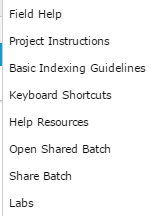 Field Help
Project Instructions
Basic Indexing Guidelines
Keyboard Shortcuts
Help Resources
Open Shared Batch
Share Batch
Labs